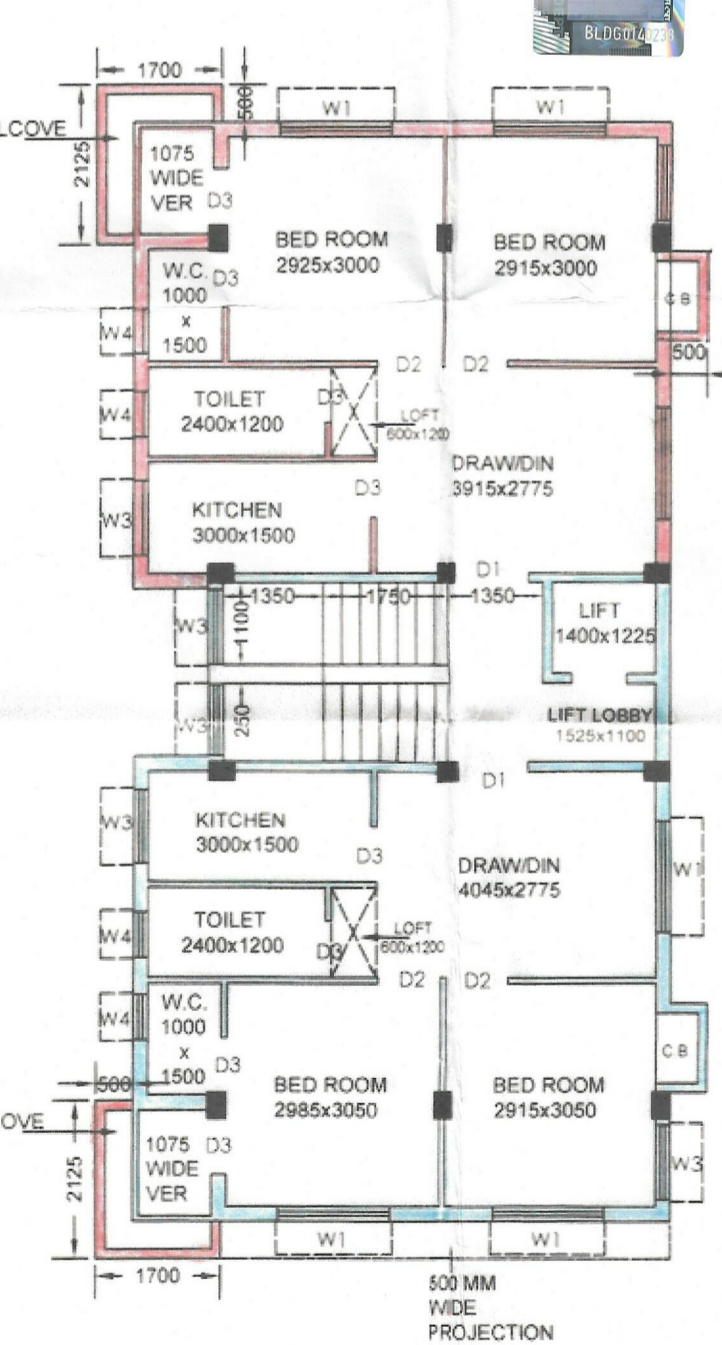 BLDG0140238
1700
500
W1
W1
LCOVE
2125
1075
WIDE
VER
D3
BED ROOM
2925x3000
BED ROOM
2915x3000
W.C.
1000
x
1500
D3
C B
W4
500
D2
D2
TOILET
2400x1200
D3
W4
LOFT
600x1200
DRAW/DIN
3915x2775
D3
KITCHEN
3000x1500
W3
D1
1350
1750
1350
W3
1100
LIFT
1400x1225
W3
250
LIFT LOBBY
1525x1100
D1
KITCHEN
3000x1500
W3
D3
DRAW/DIN
4045x2775
W1
TOILET
2400x1200
W4
D3
LOFT
600x1200
D2
D2
W.C.
1000
x
1500
W4
D3
C B
500
BED ROOM
2985x3050
BED ROOM
2915x3050
OVE
2125
1075
WIDE
VER
D3
W3
W1
W1
1700
500 MM
WIDE
PROJECTION